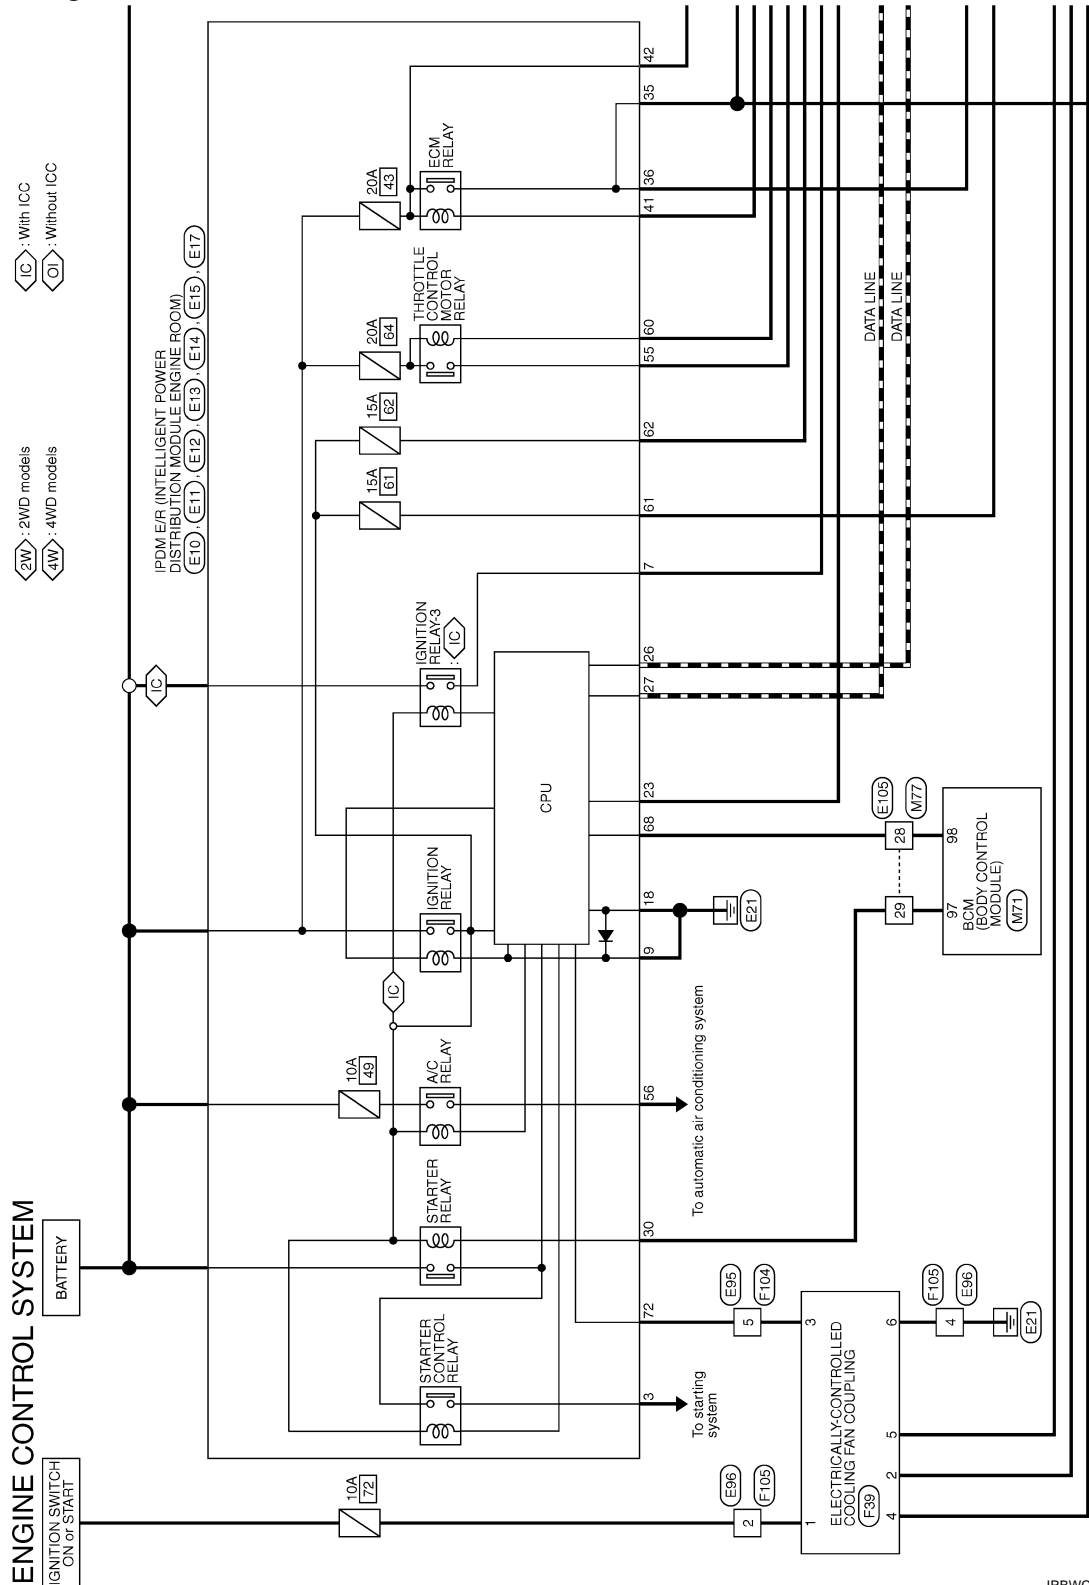 ENGINE CONTROL SYSTEM
IGNITION SWITCH
ON or START
BATTERY
2W : 2WD models
4W : 4WD models
IC : With ICC
OI : Without ICC
IC
IPDM E/R (INTELLIGENT POWER
DISTRIBUTION MODULE ENGINE ROOM)
E10 , E11 , E12 , E13 , E14 , E15 , E17
10A
72
10A
49
15A
61
15A
62
20A
64
20A
43
STARTER
CONTROL
RELAY
STARTER
RELAY
A/C
RELAY
IC
IGNITION
RELAY
IGNITION
RELAY-3
: IC
THROTTLE
CONTROL
MOTOR
RELAY
ECM
RELAY
CPU
3
72
30
56
9
18
68
23
27
26
7
61
62
55
60
41
36
35
42
To starting
system
To automatic air conditioning system
E21
E96
F105
2
E95
F104
5
1
3
ELECTRICALLY-CONTROLLED
COOLING FAN COUPLING
F39
4
2
5
6
F105
E96
4
E21
E105
M77
29
28
97
98
BCM
(BODY CONTROL
MODULE)
M71
DATA LINE
DATA LINE